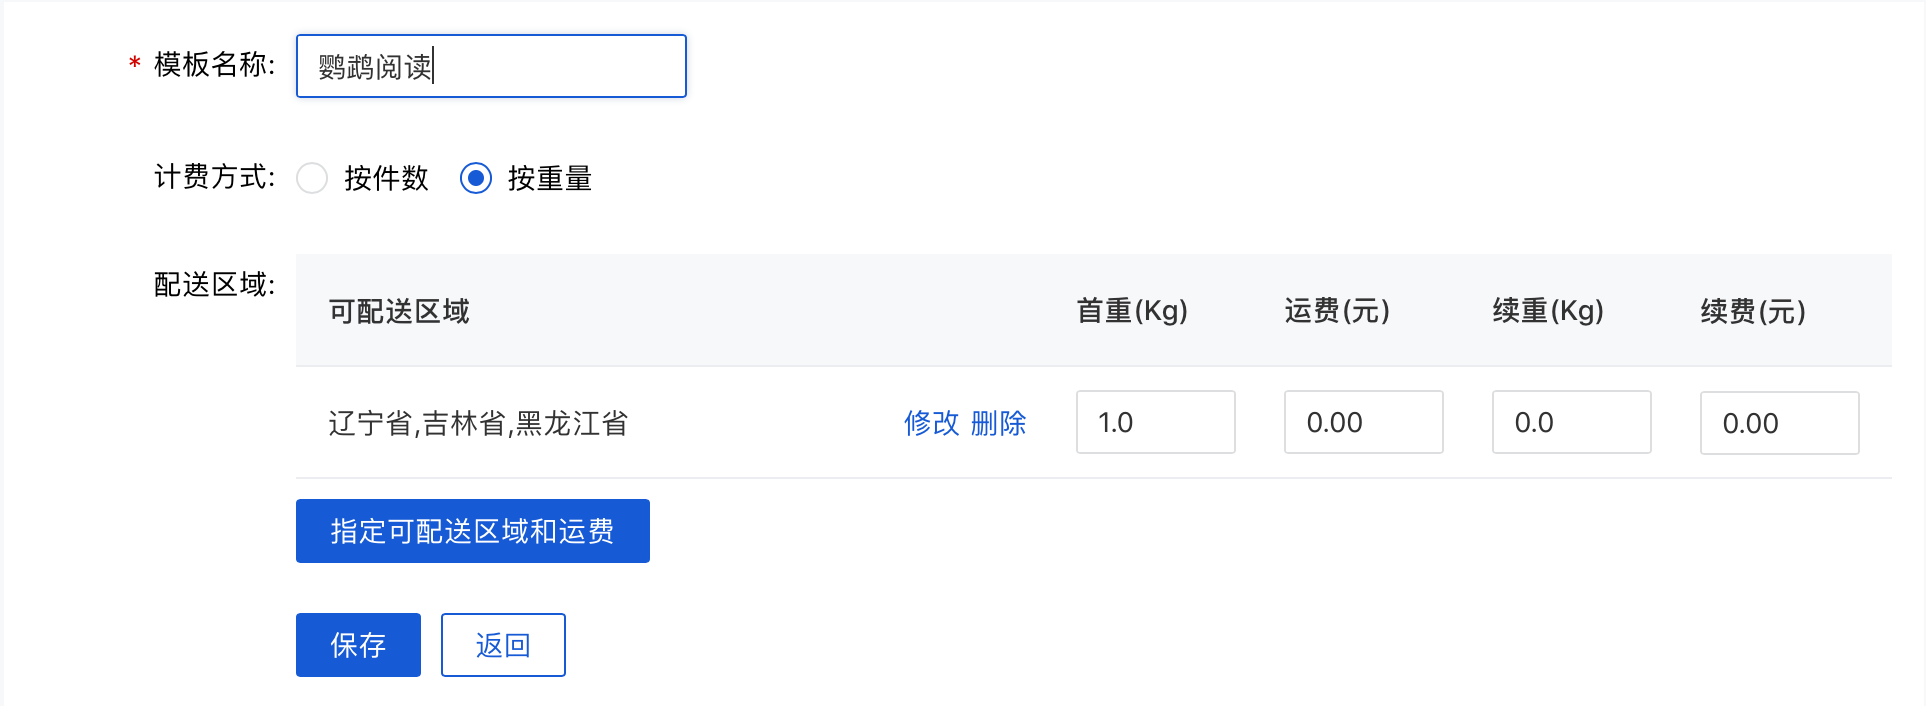 * 模板名称: 鹦鹉阅读
计费方式: 按件数 按重量
配送区域:
可配送区域 首重(Kg) 运费(元) 续重(Kg) 续费(元)
辽宁省,吉林省,黑龙江省 修改 删除 1.0 0.00 0.0 0.00
指定可配送区域和运费
保存 返回